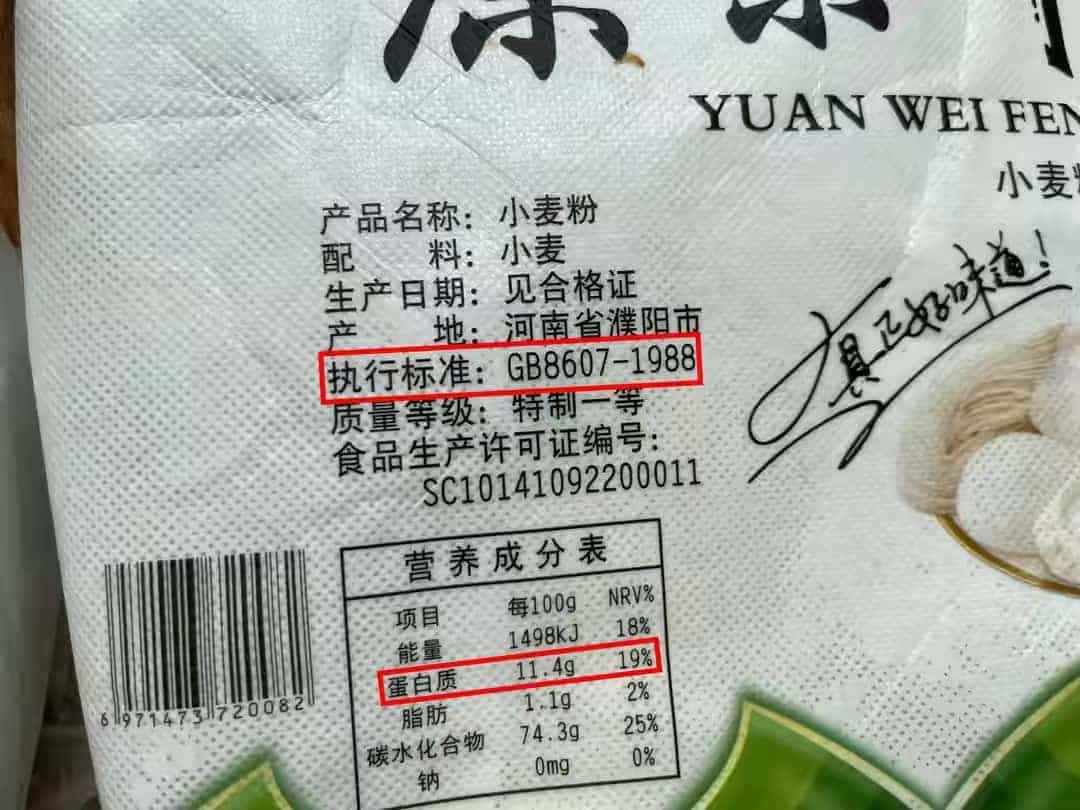 YUAN WEI FEN
小麦粉
产品名称：小麦粉
配料：小麦
生产日期：见合格证
产地：河南省濮阳市
执行标准：GB8607-1988
质量等级：特制一等
食品生产许可证编号：
SC10141092200011
真正好味道！
营养成分表
项目 每100g NRV%
能量 1498KJ 18%
蛋白质 11.4g 19%
脂肪 1.1g 2%
碳水化合物 74.3g 25%
钠 0mg 0%
6 971473 720082